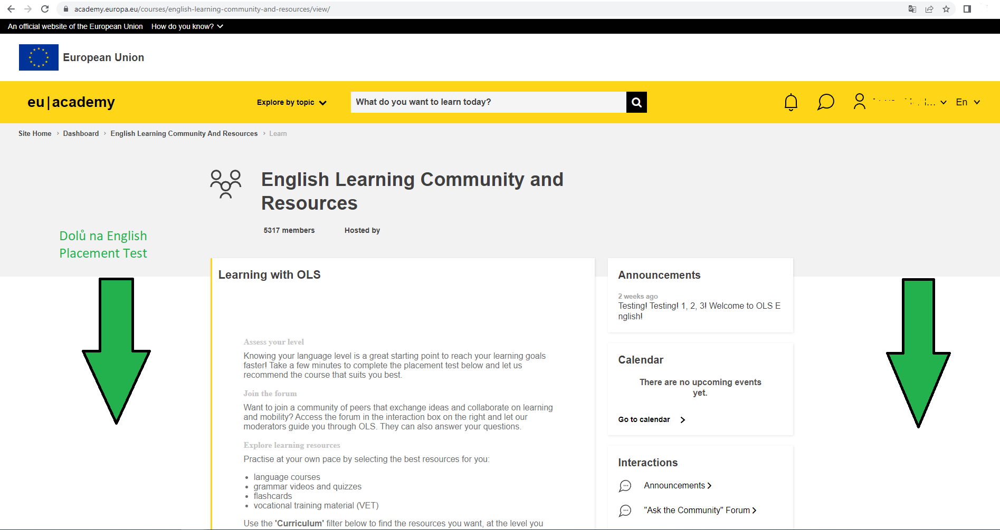 academy.europa.eu/courses/english-learning-community-and-resources/view/
An official website of the European Union How do you know?
European Union
eu|academy
Explore by topic
What do you want to learn today?
En
Site Home › Dashboard › English Learning Community And Resources › Learn
English Learning Community and
Resources
5317 members Hosted by
Dolů na English
Placement Test
Learning with OLS
Assess your level
Knowing your language level is a great starting point to reach your learning goals
faster! Take a few minutes to complete the placement test below and let us
recommend the course that suits you best.
Join the forum
Want to join a community of peers that exchange ideas and collaborate on learning
and mobility? Access the forum in the interaction box on the right and let our
moderators guide you through OLS. They can also answer your questions.
Explore learning resources
Practise at your own pace by selecting the best resources for you:
• language courses
• grammar videos and quizzes
• flashcards
• vocational training material (VET)
Use the 'Curriculum' filter below to find the resources you want, at the level you
Announcements
2 weeks ago
Testing! Testing! 1, 2, 3! Welcome to OLS E
nglish!
Calendar
There are no upcoming events
yet.
Go to calendar
Interactions
Announcements
"Ask the Community" Forum